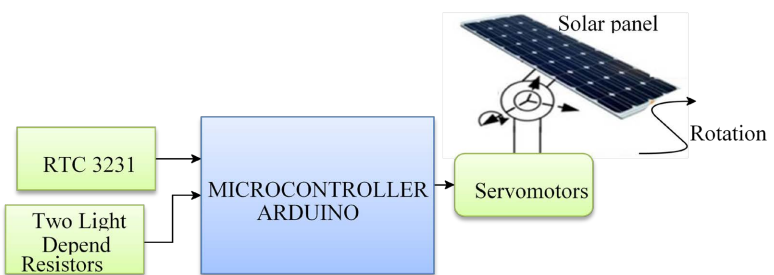 Solar panel
Rotation
RTC 3231
MICROCONTROLLER
ARDUINO
Servomotors
Two Light
Depend
Resistors